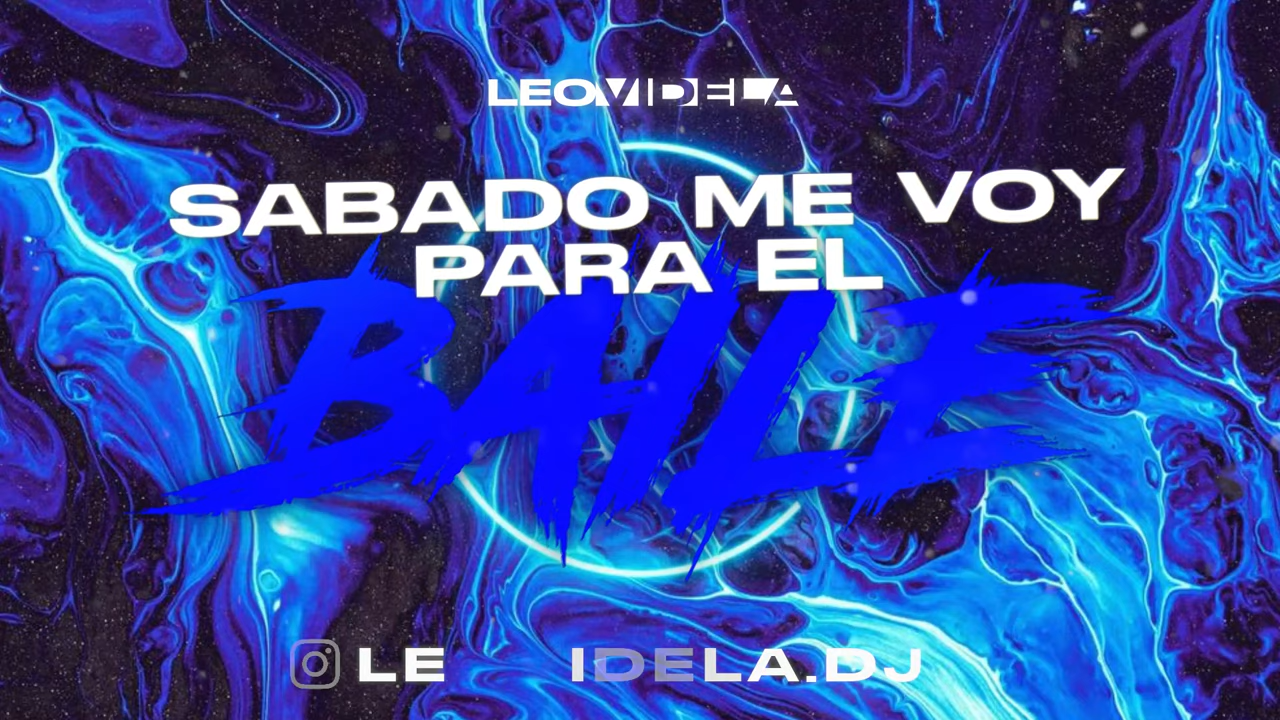 LEOVIDELA
SABADO ME VOY
PARA EL
BAILE
LE IDELA.DJ